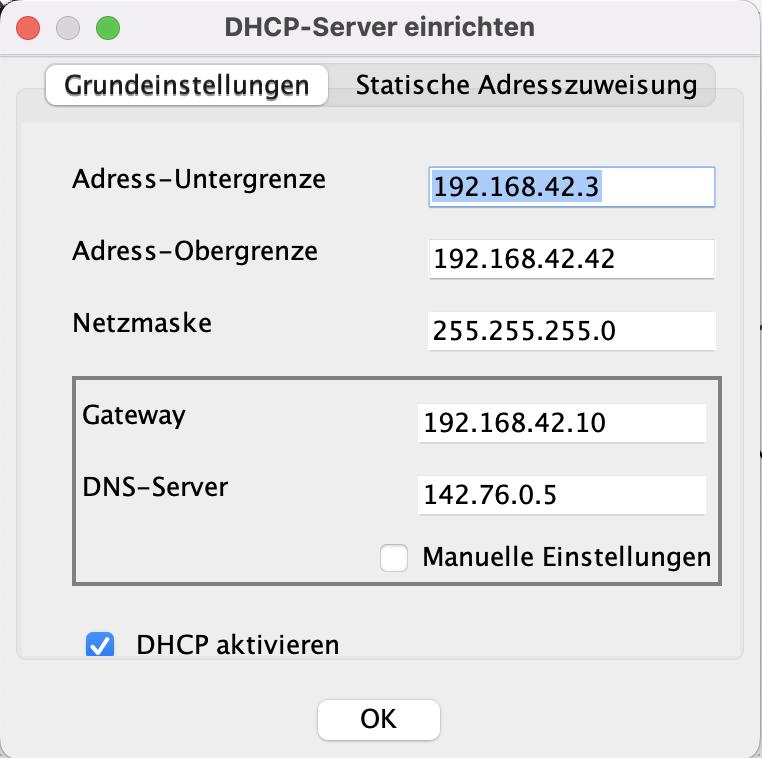 DHCP-Server einrichten
Grundeinstellungen Statische Adresszuweisung
Adress-Untergrenze 192.168.42.3
Adress-Obergrenze 192.168.42.42
Netzmaske 255.255.255.0
Gateway 192.168.42.10
DNS-Server 142.76.0.5
Manuelle Einstellungen
DHCP aktivieren
OK